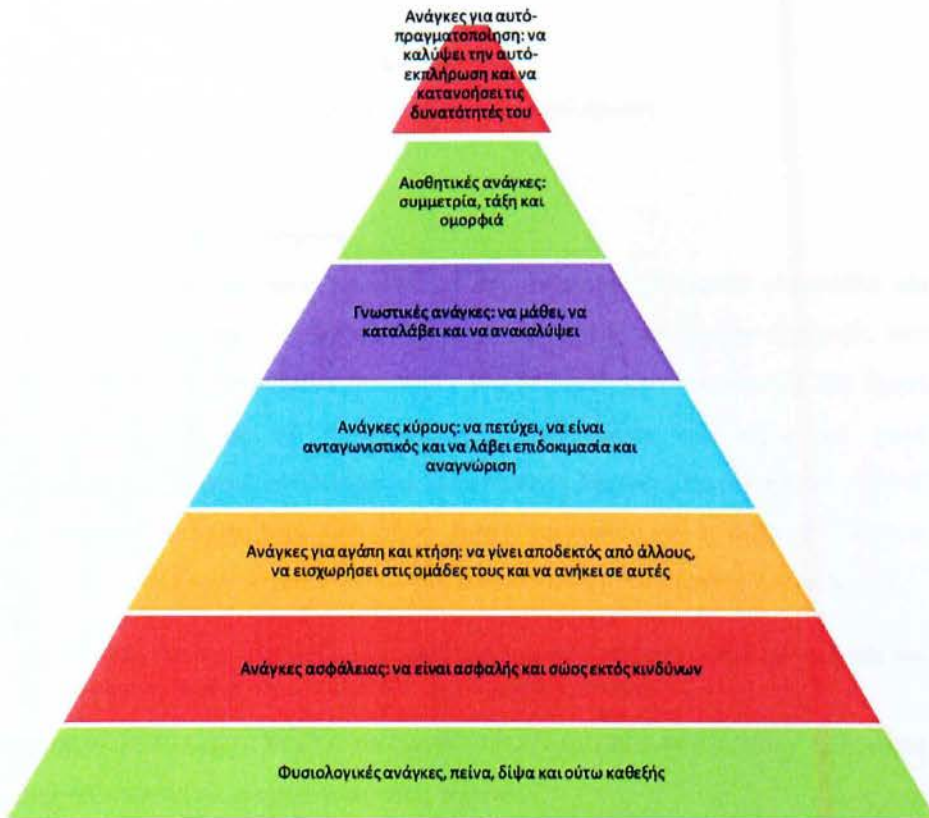 Ανάγκες για αυτό-
πραγματοποίηση: να
καλύψει την αυτό-
εκπλήρωση και να
κατανοήσει τις
δυνατότητές του
Αισθητικές ανάγκες:
συμμετρία, τάξη και
ομορφιά
Γνωστικές ανάγκες: να μάθει, να
καταλάβει και να ανακαλύψει
Ανάγκες κύρους: να πετύχει, να είναι
ανταγωνιστικός και να λάβει επιδοκιμασία και
αναγνώριση
Ανάγκες για αγάπη και κτήση: να γίνει αποδεκτός από άλλους,
να εισχωρήσει στις ομάδες τους και να ανήκει σε αυτές
Ανάγκες ασφάλειας: να είναι ασφαλής και σώος εκτός κινδύνων
Φυσιολογικές ανάγκες, πείνα, δίψα και ούτω καθεξής